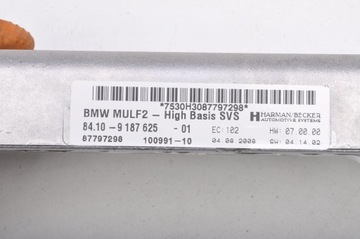 *7530H3087797298*
BMW MULF2 - High Basis SVS
HARMAN/BECKER
AUTOMOTIVE SYSTEMS
84.10 - 9 187 625 - 01 EC: 102 HW: 07.00.00
87797298 100991-10 04.08.2008 SW: 04.14.02